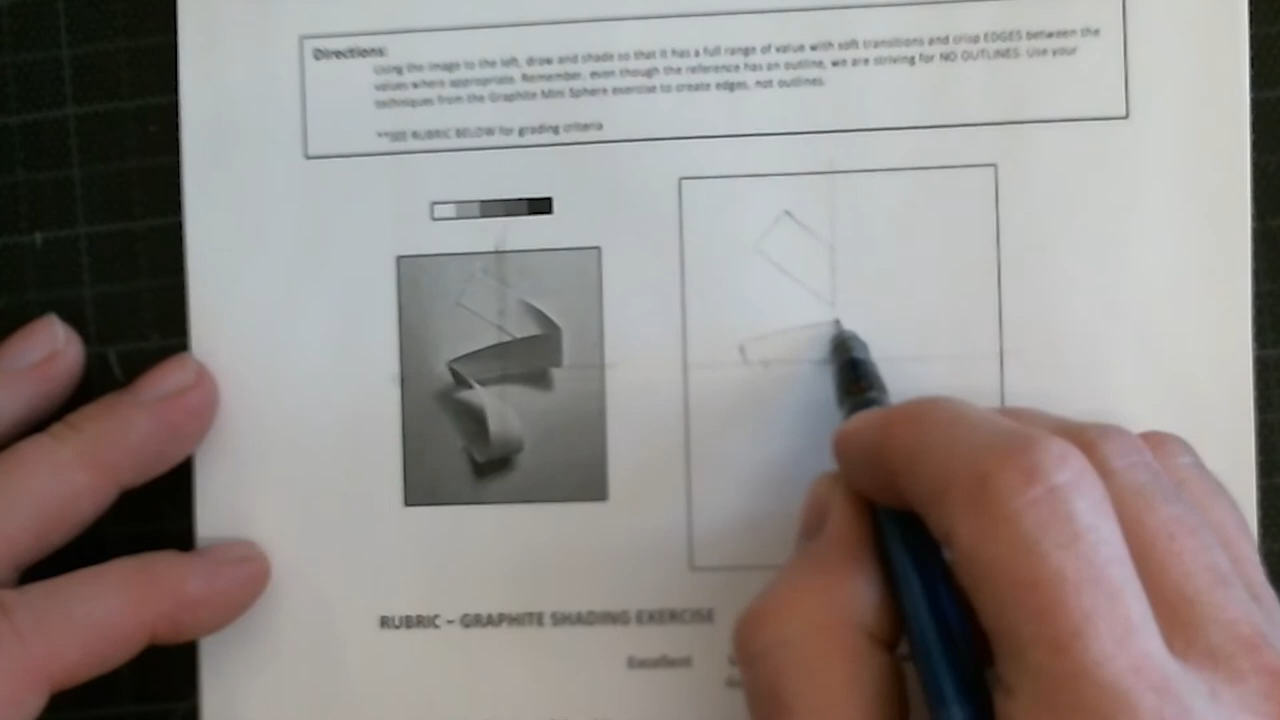 Directions:
Using the image to the left, draw and shade so that it has a full range of value with soft transitions and crisp EDGES between the
values where appropriate. Remember, even though the reference has an outline, we are striving for NO OUTLINES. Use your
techniques from the Graphite Mini Sphere exercise to create edges, not outlines.
**SEE RUBRIC BELOW for grading criteria
RUBRIC – GRAPHITE SHADING EXERCISE
Excellent